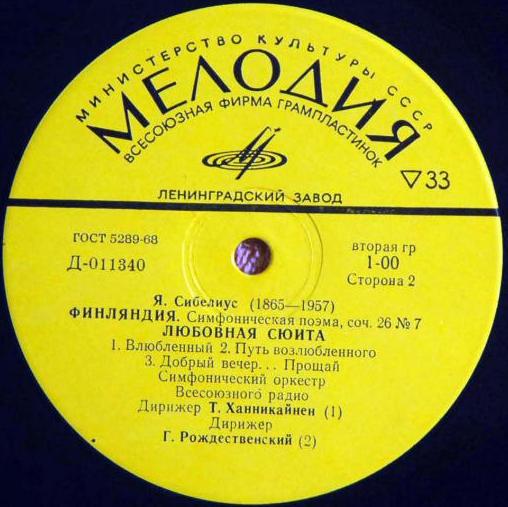 МИНИСТЕРСТВО КУЛЬТУРЫ СССР
МЕЛОДИЯ
ВСЕСОЮЗНАЯ ФИРМА ГРАМПЛАСТИНОК
▽33
ЛЕНИНГРАДСКИЙ ЗАВОД
ГОСТ 5289-68
вторая гр
Д-011340
1-00
Сторона 2
Я. Сибелиус (1865—1957)
ФИНЛЯНДИЯ. Симфоническая поэма, соч. 26 № 7
ЛЮБОВНАЯ СЮИТА
1. Влюбленный 2. Путь возлюбленного
3. Добрый вечер... Прощай
Симфонический оркестр
Всесоюзного радио
Дирижер Т. Ханникайнен (1)
Дирижер
Г. Рождественский (2)